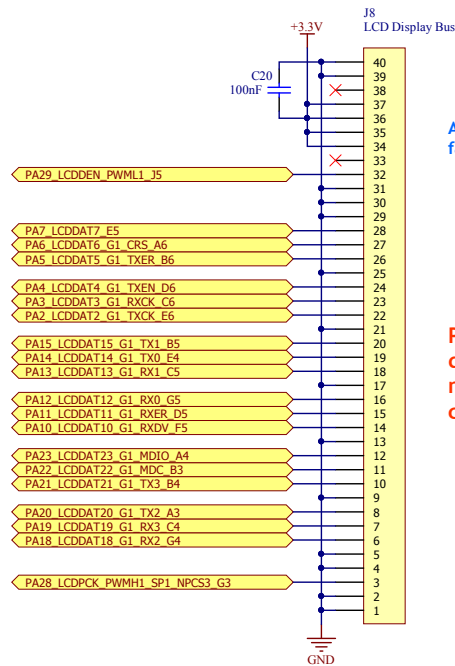 J8
LCD Display Bus
+3.3V
C20
100nF
40
39
38
37
36
35
34
33
PA29_LCDDEN_PWML1_J5
32
31
30
29
PA7_LCDDAT7_E5
28
PA6_LCDDAT6_G1_CRS_A6
27
PA5_LCDDAT5_G1_TXER_B6
26
25
PA4_LCDDAT4_G1_TXEN_D6
24
PA3_LCDDAT3_G1_RXCK_C6
23
PA2_LCDDAT2_G1_TXCK_E6
22
21
PA15_LCDDAT15_G1_TX1_B5
20
PA14_LCDDAT14_G1_TX0_E4
19
PA13_LCDDAT13_G1_RX1_C5
18
17
PA12_LCDDAT12_G1_RX0_G5
16
PA11_LCDDAT11_G1_RXER_D5
15
PA10_LCDDAT10_G1_RXDV_F5
14
13
PA23_LCDDAT23_G1_MDIO_A4
12
PA22_LCDDAT22_G1_MDC_B3
11
PA21_LCDDAT21_G1_TX3_B4
10
9
PA20_LCDDAT20_G1_TX2_A3
8
PA19_LCDDAT19_G1_RX3_C4
7
PA18_LCDDAT18_G1_RX2_G4
6
5
4
PA28_LCDPCK_PWMH1_SP1_NPCS3_G3
3
2
1
GND